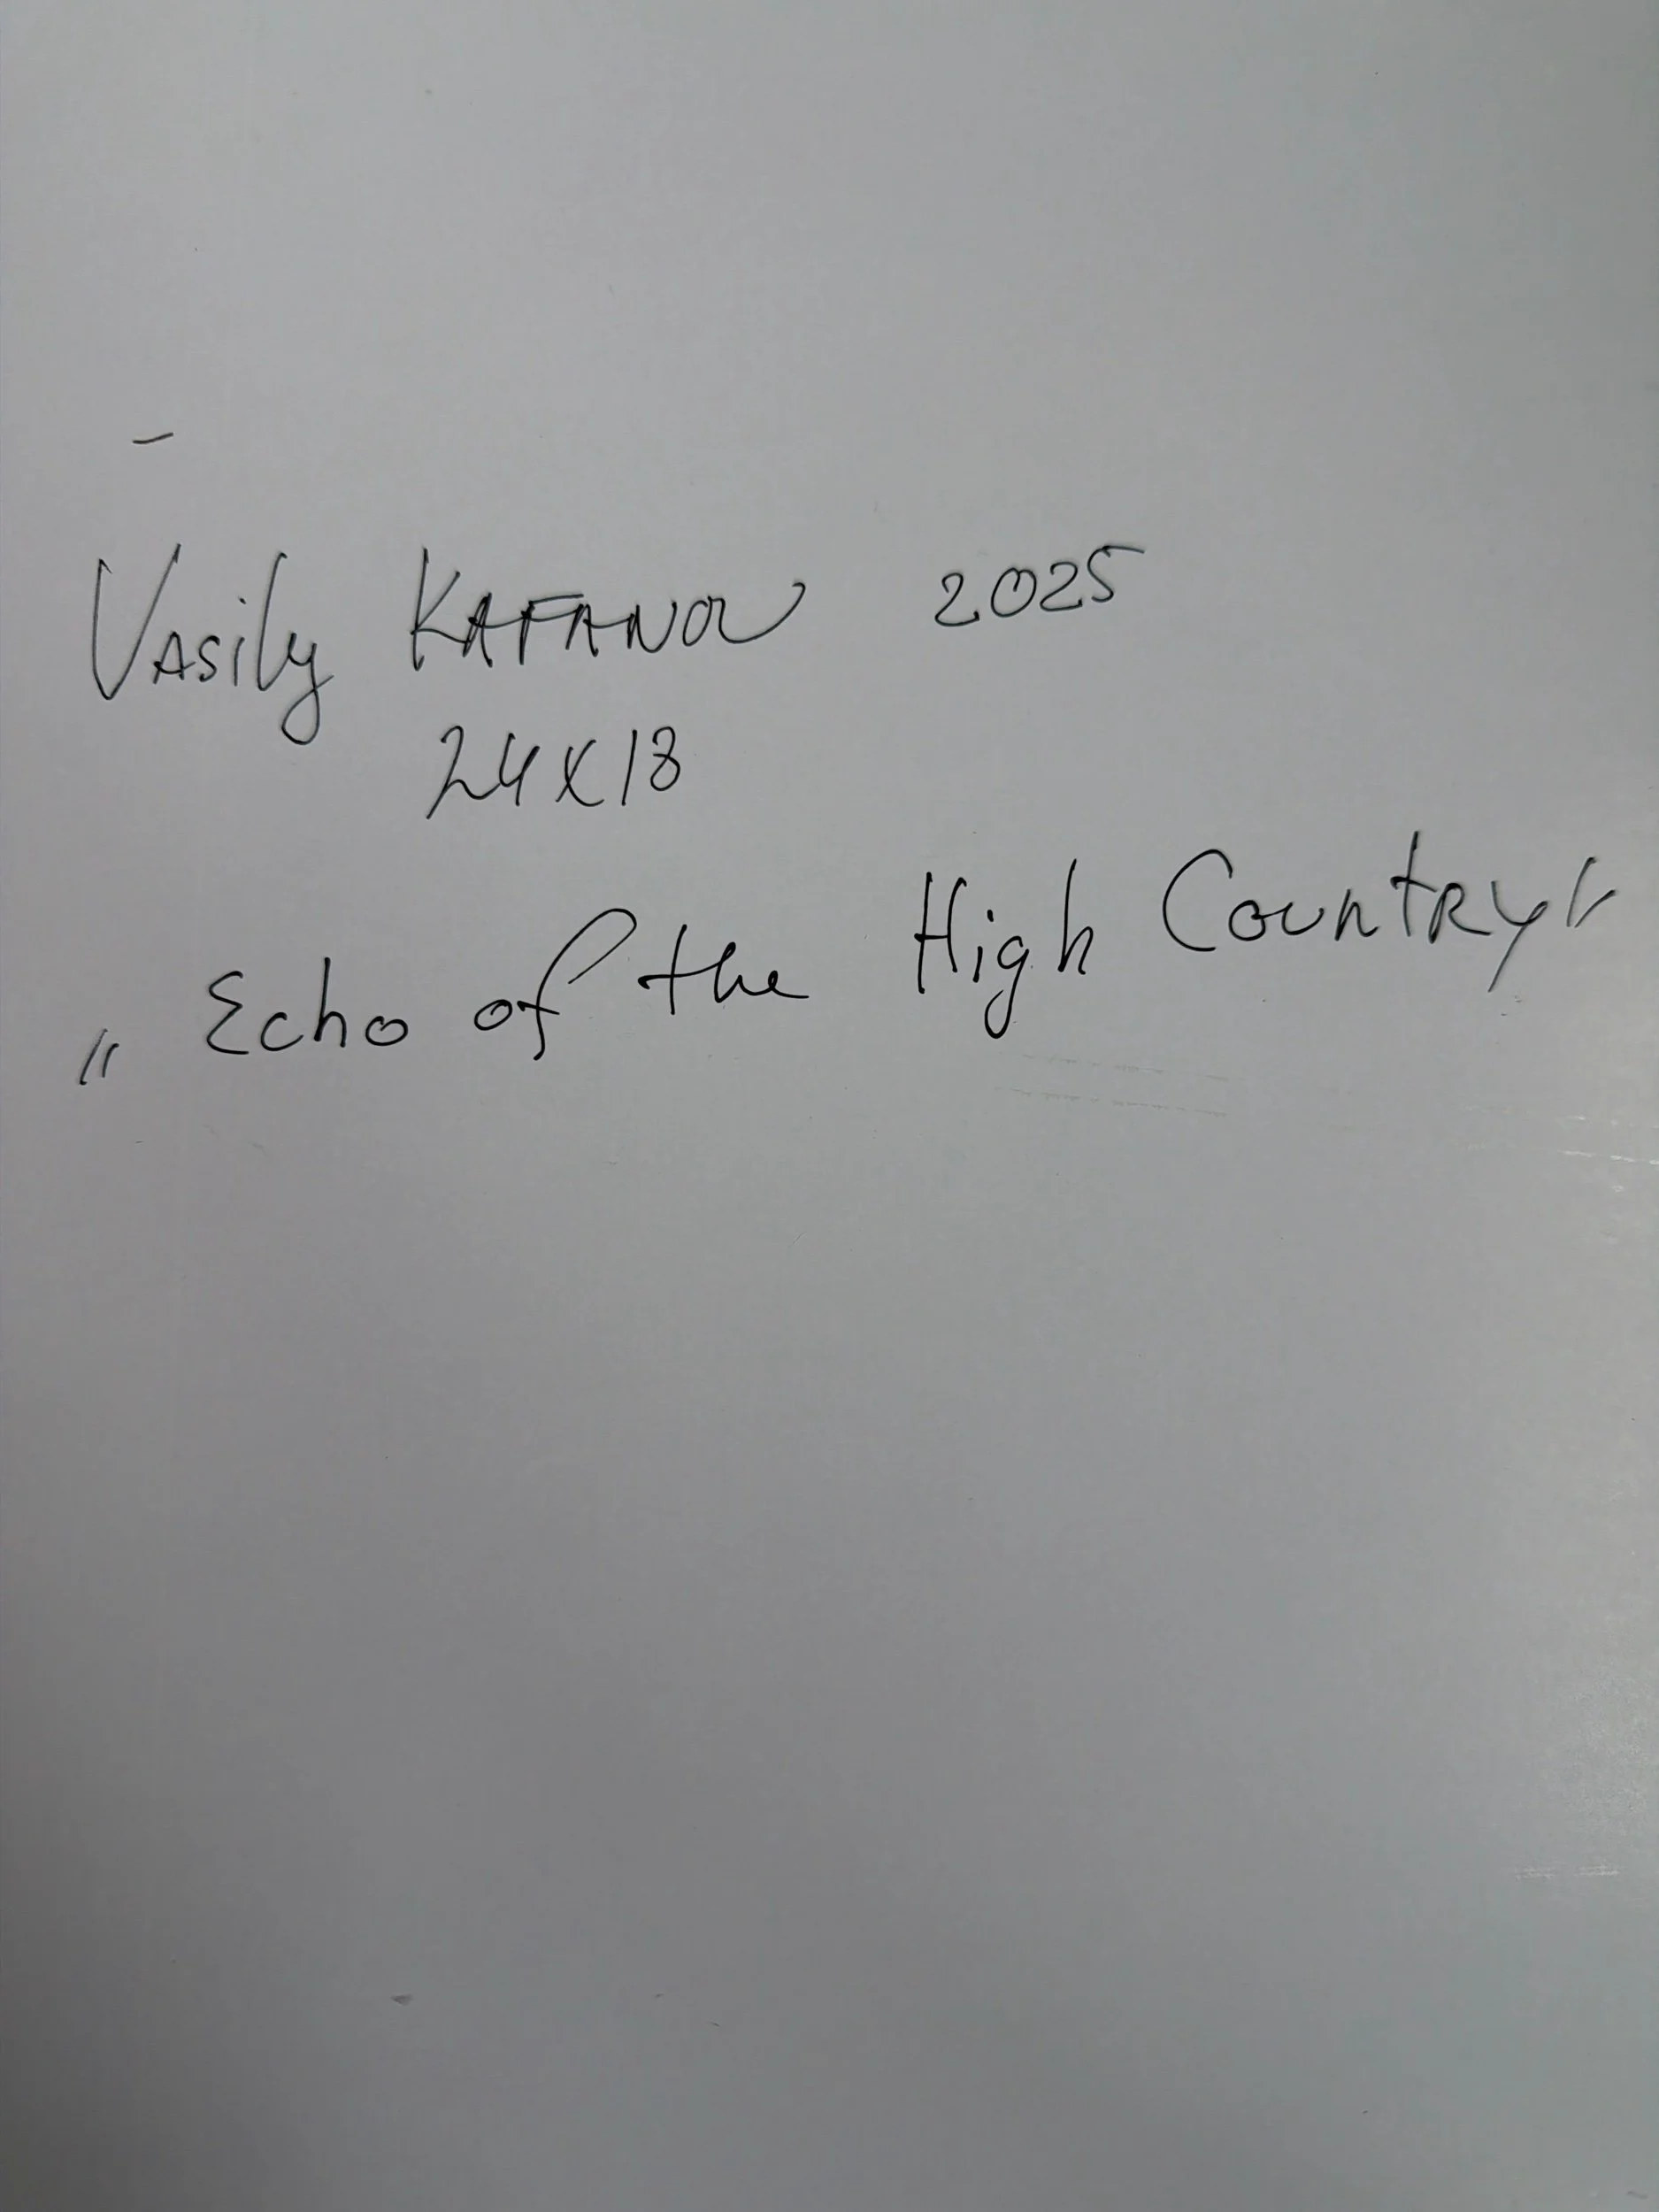 Vasily KAFANOV 2025
24x18
„Echo of the High Country"